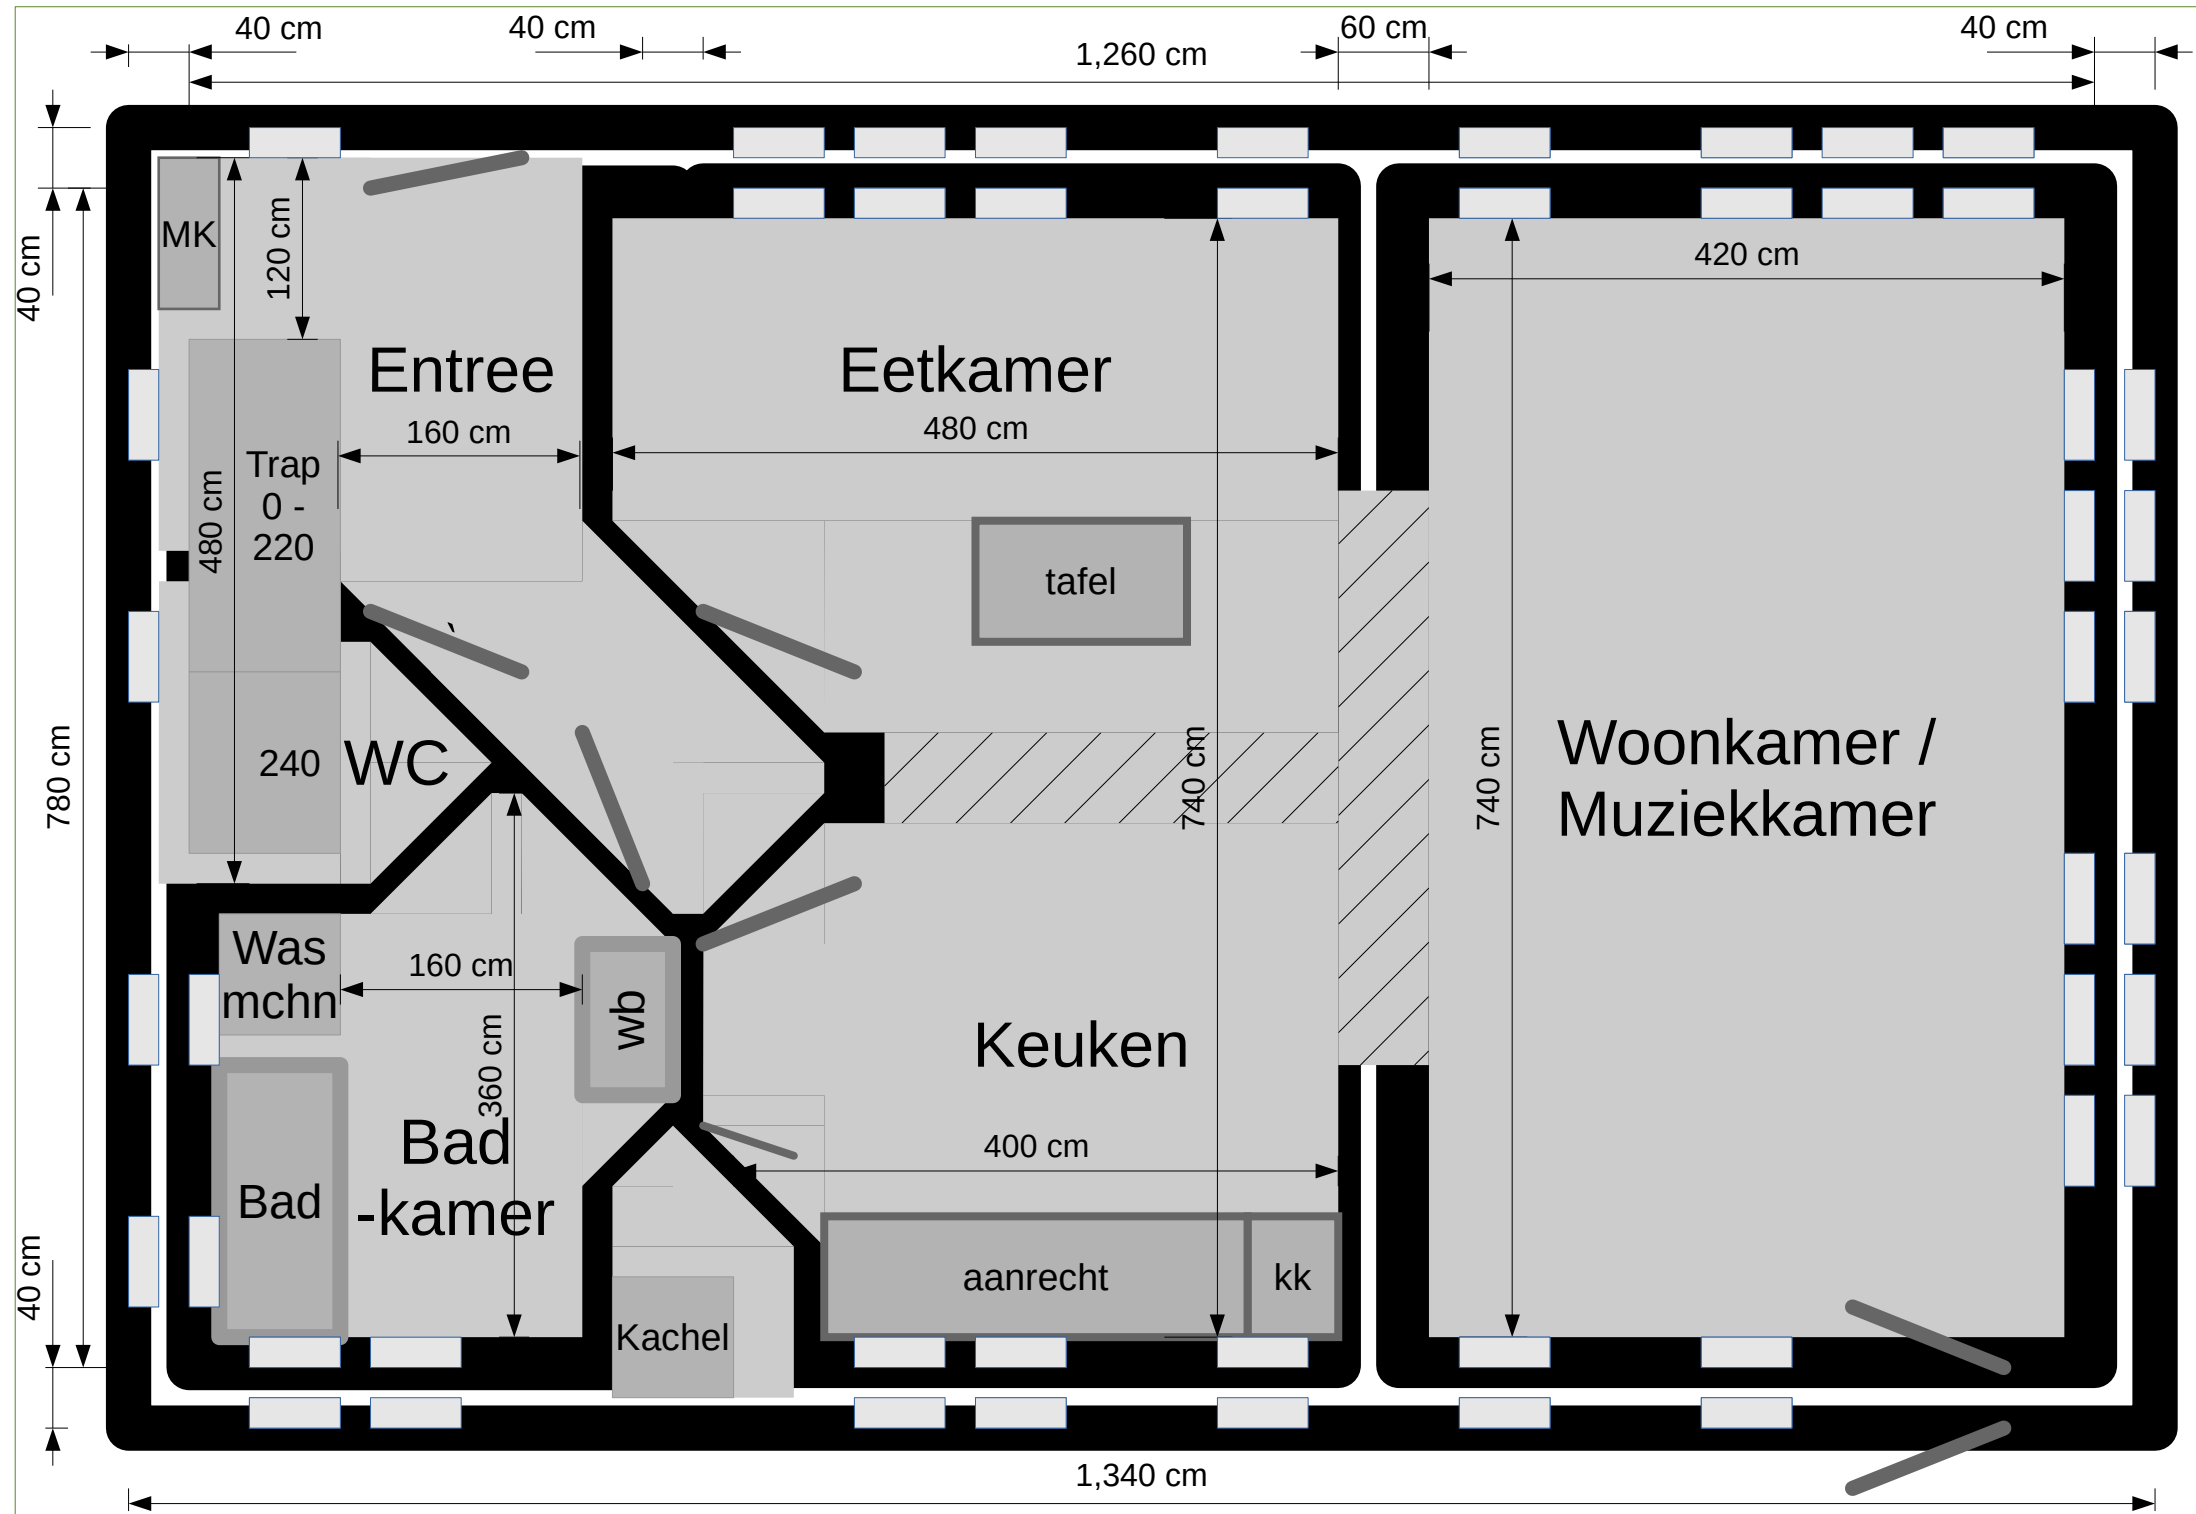 40 cm
40 cm
60 cm
40 cm
1,260 cm
MK
120 cm
40 cm
420 cm
Entree
Eetkamer
160 cm
480 cm
Trap
0 -
220
480 cm
tafel
`
WC
240
780 cm
740 cm
740 cm
Woonkamer /
Muziekkamer
Was
mchn
160 cm
wb
360 cm
Keuken
Bad
-kamer
400 cm
Bad
40 cm
aanrecht
kk
Kachel
1,340 cm